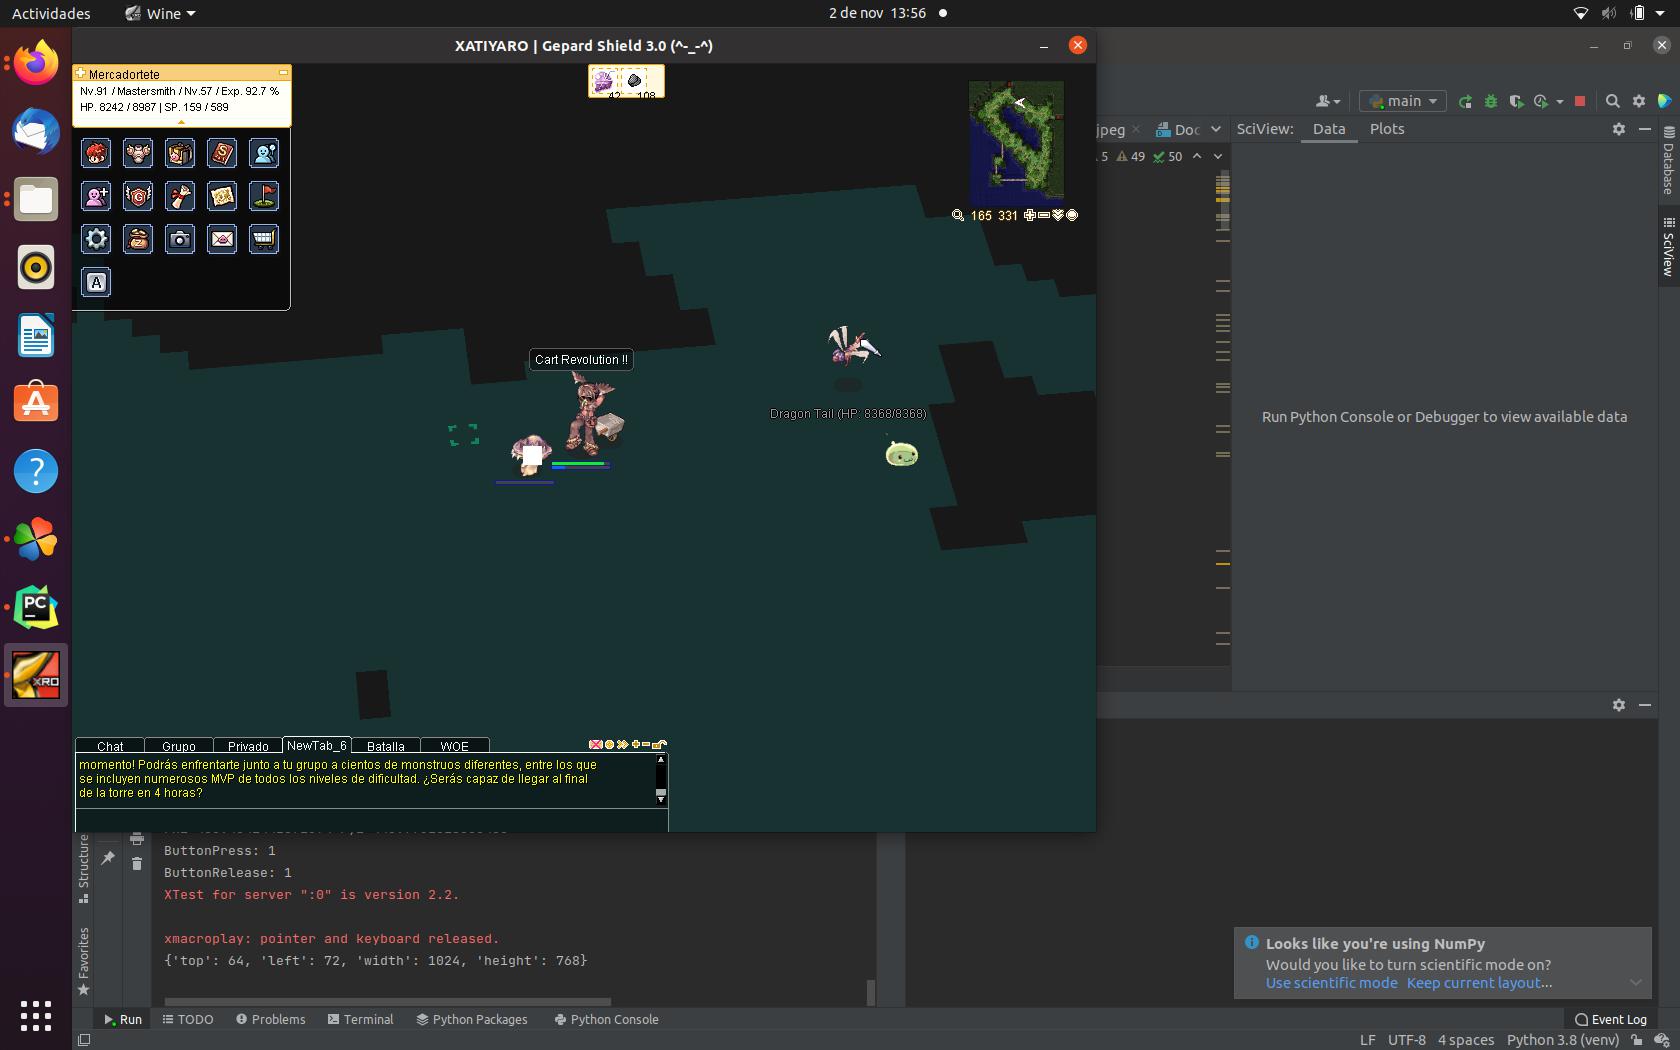 Actividades
Wine
2 de nov 13:56
XATIYARO | Gepard Shield 3.0 (^-_-^)
Mercadortete
Nv.91 / Mastersmith / Nv.57 / Exp. 92.7 %
HP. 8242 / 8987 | SP. 159 / 589
42 108
A
165 331
Cart Revolution !!
Dragon Tail (HP: 8368/8368)
Chat
Grupo
Privado
NewTab_6
Batalla
WOE
momento! Podrás enfrentarte junto a tu grupo a cientos de monstruos diferentes, entre los que
se incluyen numerosos MVP de todos los niveles de dificultad. ¿Serás capaz de llegar al final
de la torre en 4 horas?
main
jpeg
Doc
SciView:
Data
Plots
5 49 50
Database
SciView
Run Python Console or Debugger to view available data
PC
XRO
Structure
Favorites
ButtonPress: 1
ButtonRelease: 1
XTest for server ":0" is version 2.2.
xmacroplay: pointer and keyboard released.
{'top': 64, 'left': 72, 'width': 1024, 'height': 768}
Looks like you're using NumPy
Would you like to turn scientific mode on?
Use scientific mode Keep current layout...
Run
TODO
Problems
Terminal
Python Packages
Python Console
Event Log
LF UTF-8 4 spaces Python 3.8 (venv)